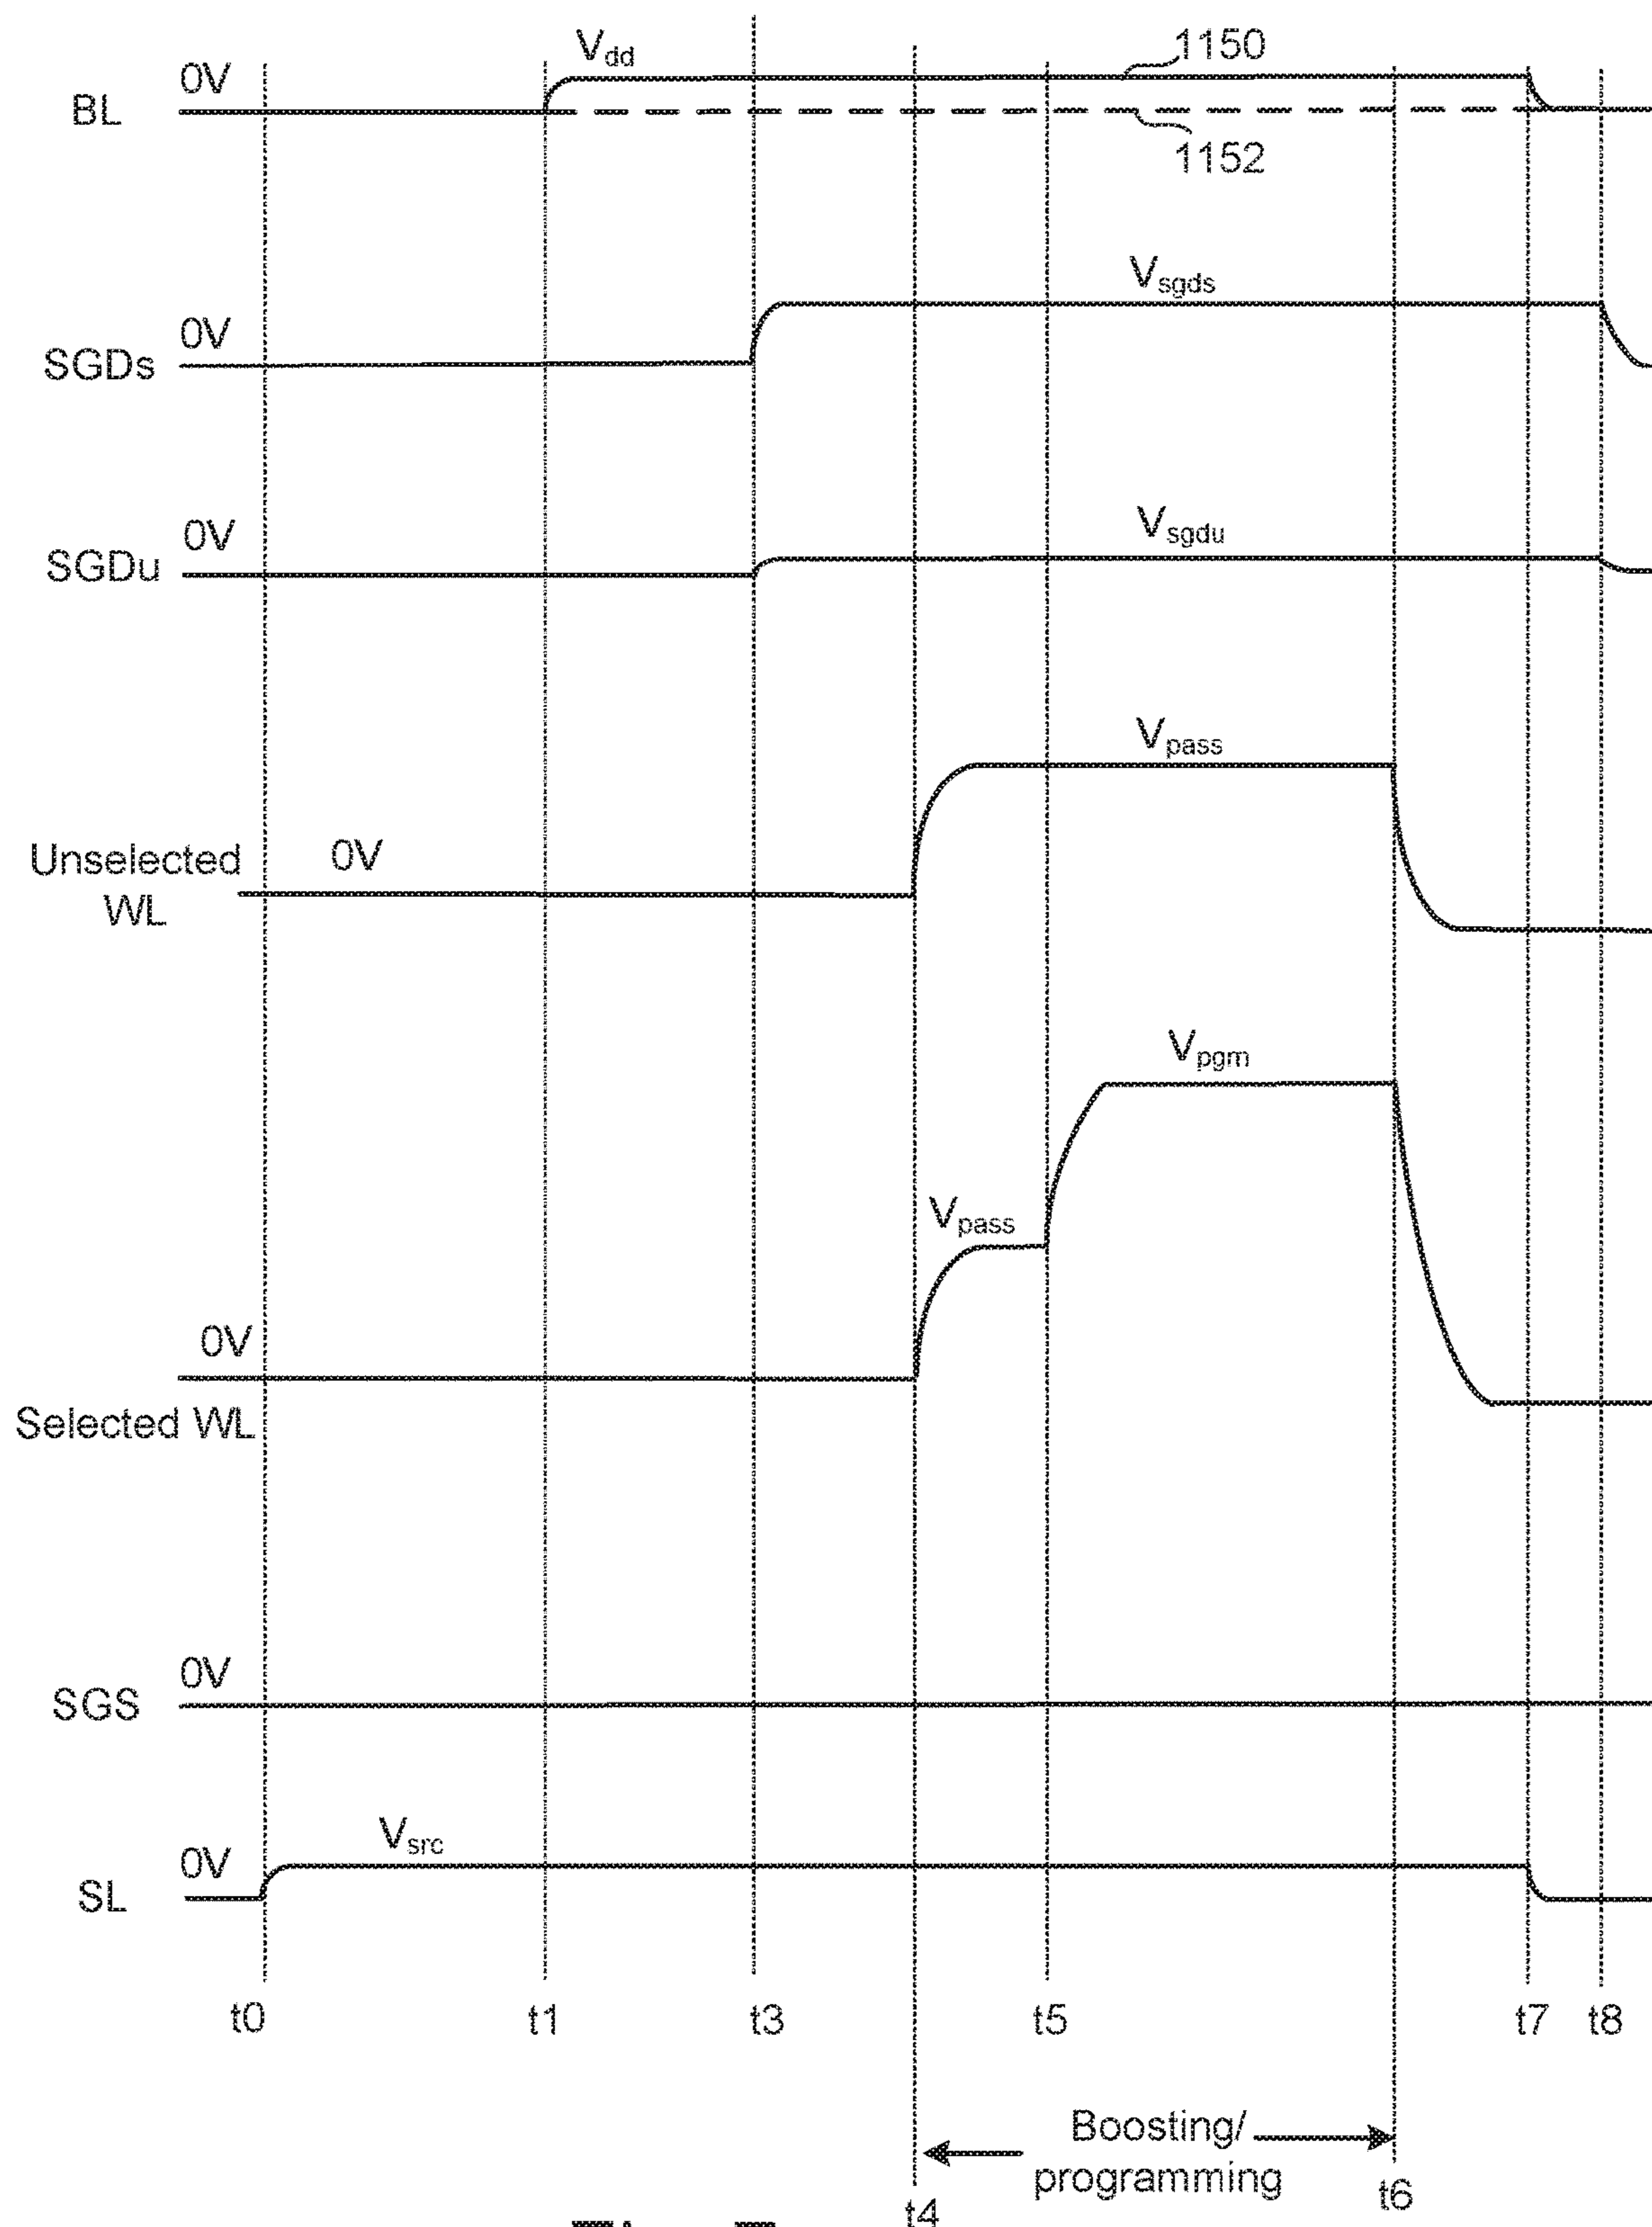 Vdd
1150
0V
BL
1152
Vsgds
0V
SGDs
Vsgdu
0V
SGDu
Vpass
Unselected
WL
0V
Vpgm
Vpass
0V
Selected WL
0V
SGS
Vsrc
0V
SL
t0
t1
t3
t5
t7
t8
Boosting/
programming
t4
t6